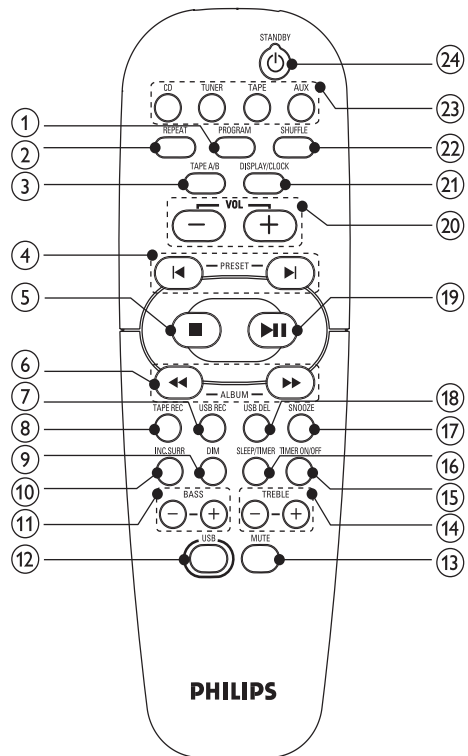 STANDBY
24
CD TUNER TAPE AUX
23
1
REPEAT PROGRAM SHUFFLE
2
22
TAPE A/B DISPLAY/CLOCK
3
21
VOL
− +
20
4
PRESET
5
19
6
ALBUM
7
18
TAPE REC USB REC USB DEL SNOOZE
8
17
9
16
INC.SURR DIM SLEEP/TIMER TIMER ON/OFF
10
15
BASS TREBLE
− + − +
11
14
USB MUTE
12
13
PHILIPS